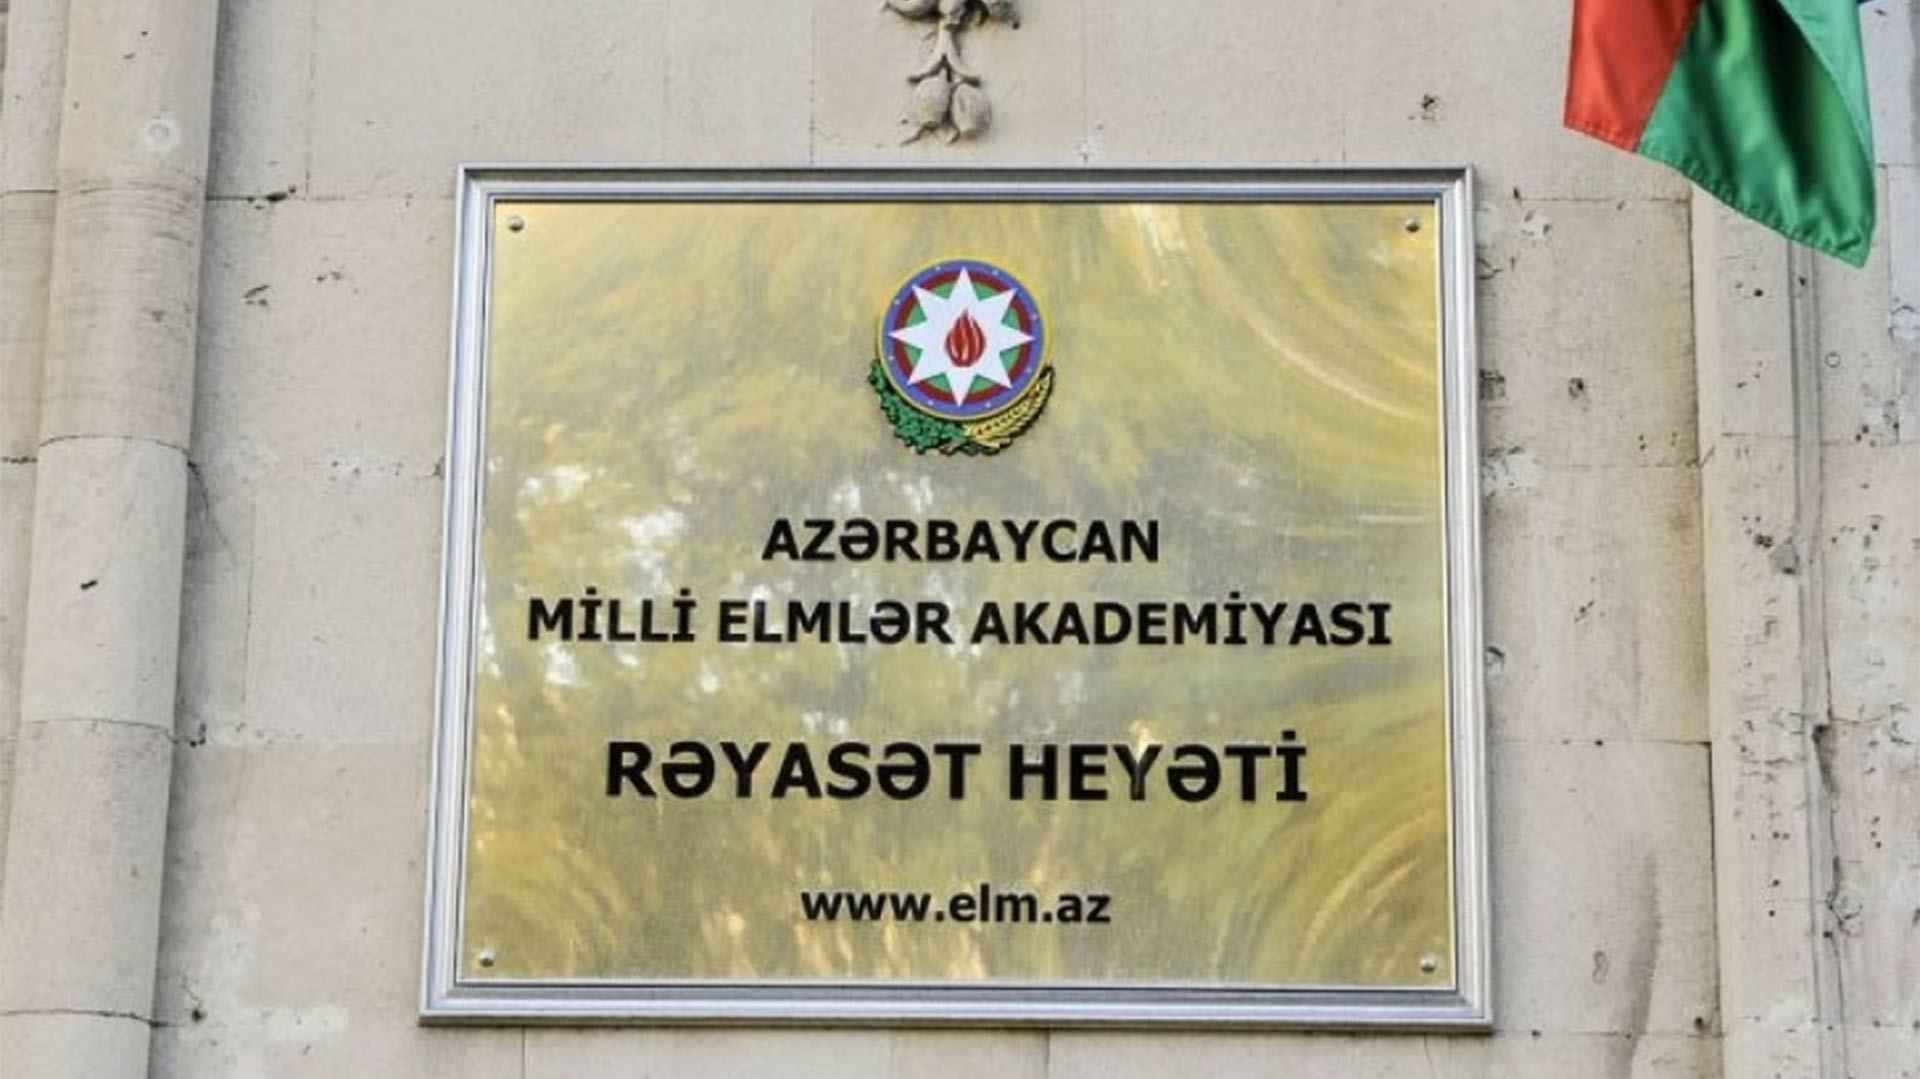 AZƏRBAYCAN
MİLLİ ELMLƏR AKADEMİYASI
RƏYASƏT HEYƏTİ
www.elm.az